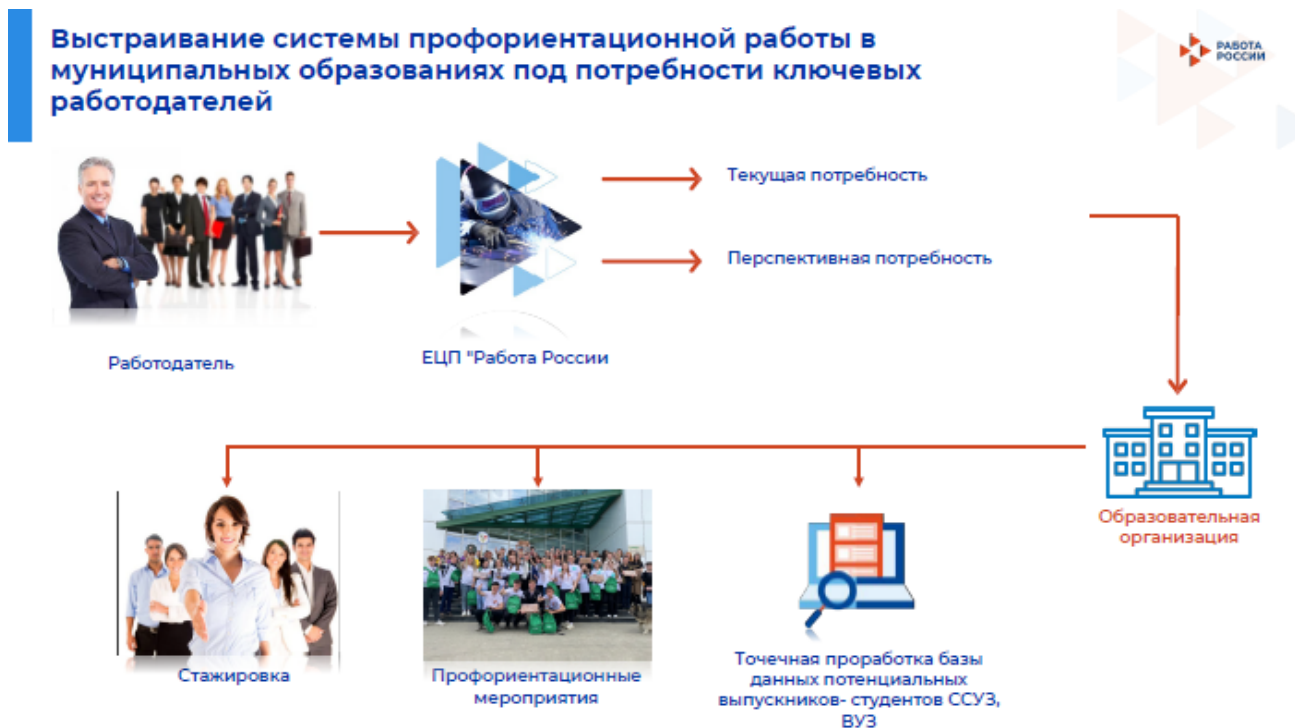 Выстраивание системы профориентационной работы в
муниципальных образованиях под потребности ключевых
работодателей
РАБОТА
РОССИИ
Текущая потребность
Перспективная потребность
Работодатель
ЕЦП "Работа России
Образовательная
организация
Стажировка
Профориентационные
мероприятия
Точечная проработка базы
данных потенциальных
выпускников- студентов ССУЗ,
ВУЗ